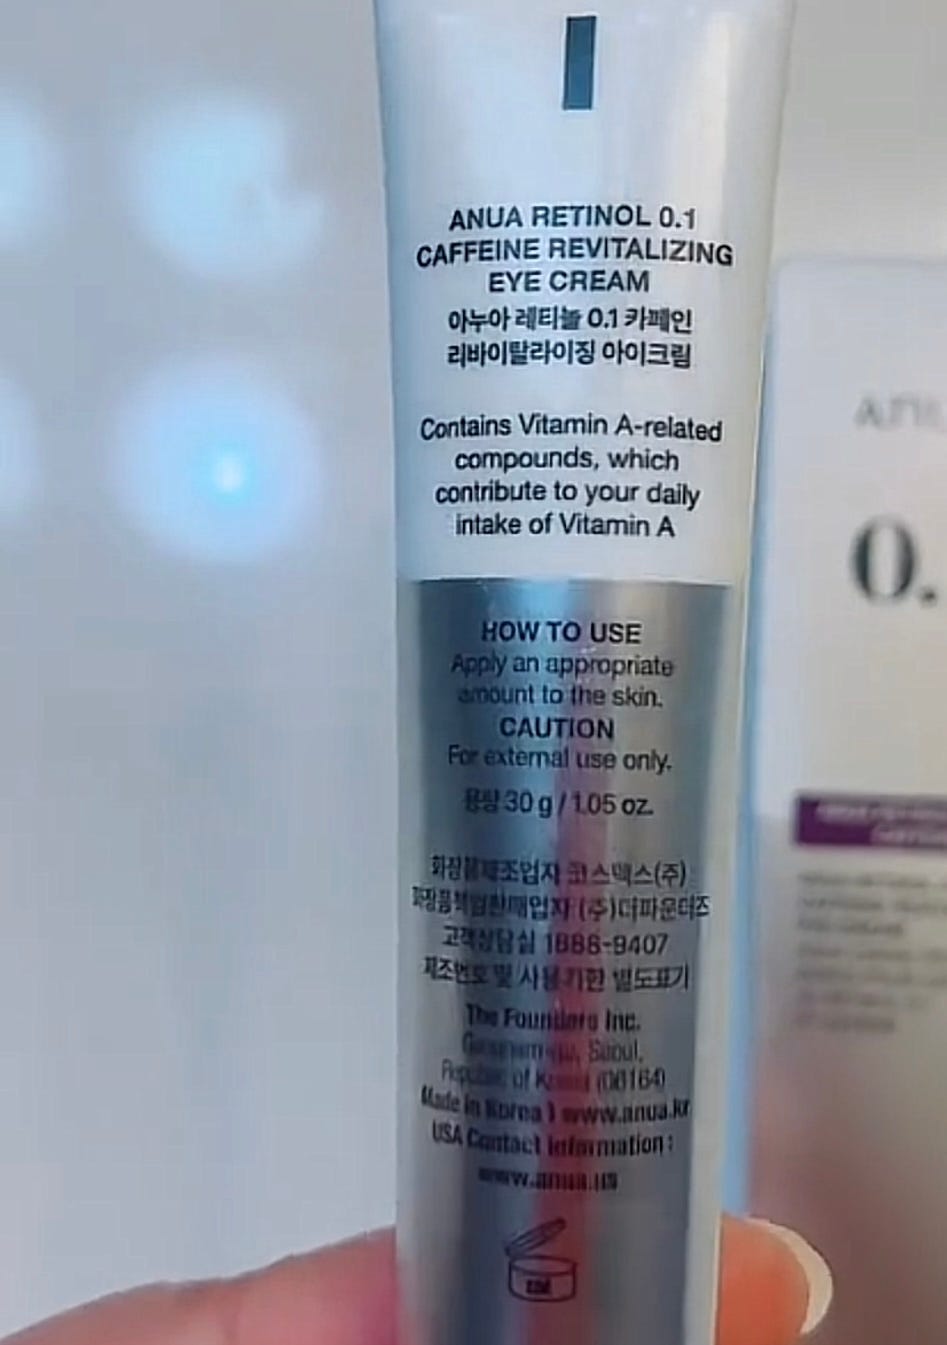 ANUA RETINOL 0.1
CAFFEINE REVITALIZING
EYE CREAM
아누아 레티놀 0.1 카페인
리바이탈라이징 아이크림
Contains Vitamin A-related
compounds, which
contribute to your daily
intake of Vitamin A
HOW TO USE
Apply an appropriate
amount to the skin.
CAUTION
For external use only.
용량 30 g / 1.05 oz.
화장품제조업자 코스맥스(주)
화장품책임판매업자 (주)더파운더즈
고객상담실 1688-9407
제조번호 및 사용기한 별도표기
The Founders Inc.
Seoul,
Republic of Korea (06164)
Made in Korea | www.anua.kr
USA Contact Information :
www.anua.us
0.